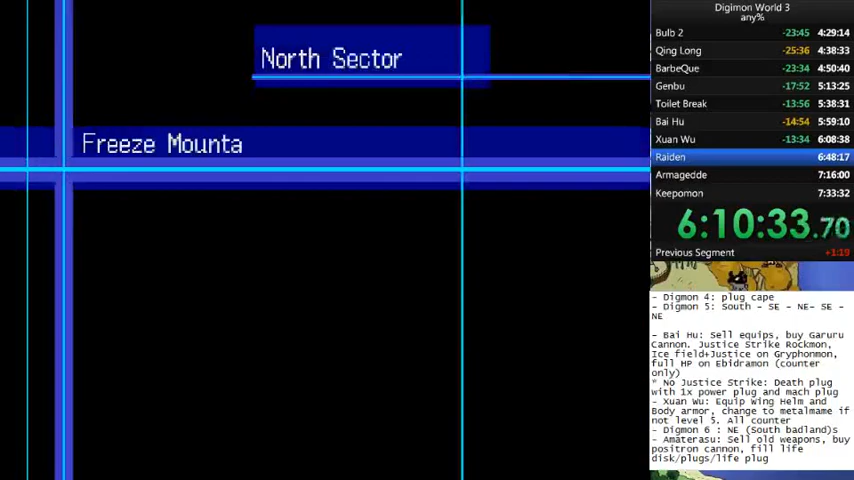 North Sector
Freeze Mounta
Digimon World 3
any%
Bulb 2 -23:45 4:29:14
Qing Long -25:36 4:38:33
BarbeQue -23:34 4:50:40
Genbu -17:52 5:13:25
Toilet Break -13:56 5:38:31
Bai Hu -14:54 5:59:10
Xuan Wu -13:34 6:08:38
Raiden 6:48:17
Armagedde 7:16:00
Keepomon 7:33:32
6:10:33.70
Previous Segment +1:19
- Digmon 4: plug cape
- Digmon 5: South - SE - NE- SE -
NE
- Bai Hu: Sell equips, buy Garuru
Cannon. Justice Strike Rockmon,
Ice field+Justice on Gryphonmon,
full HP on Ebidramon (counter
only)
* No Justice Strike: Death plug
with 1x power plug and mach plug
- Xuan Wu: Equip Wing Helm and
Body armor, change to metalmame if
not level 5. All counter
- Digmon 6 : NE (South badland)s
- Amaterasu: Sell old weapons, buy
positron cannon, fill life
disk/plugs/life plug